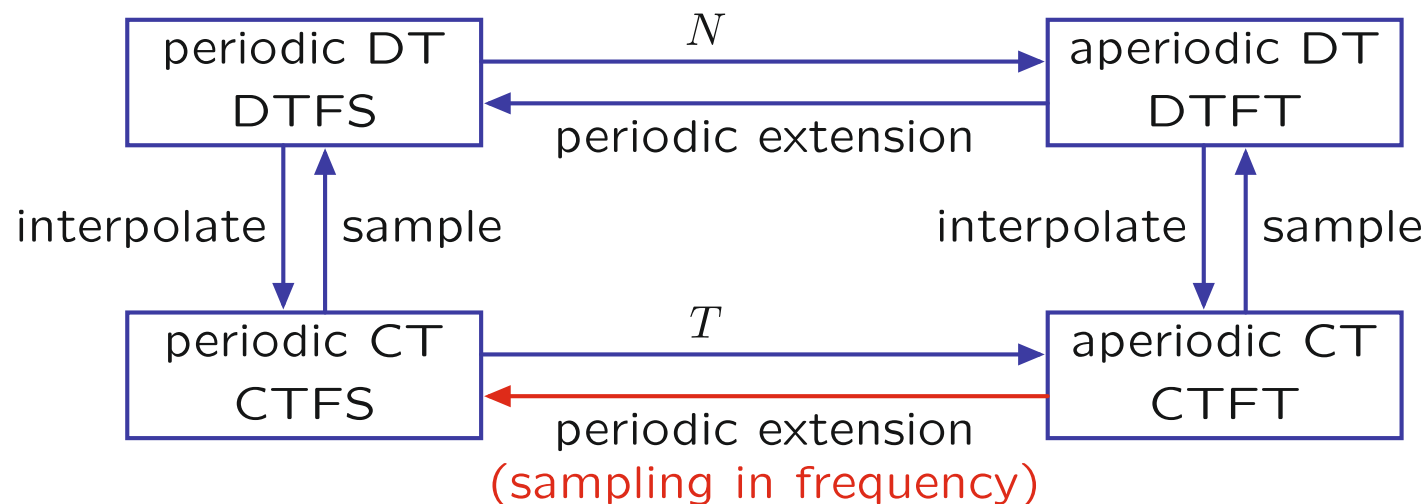 periodic DT
DTFS
N
aperiodic DT
DTFT
periodic extension
interpolate
sample
interpolate
sample
periodic CT
CTFS
T
aperiodic CT
CTFT
periodic extension
(sampling in frequency)